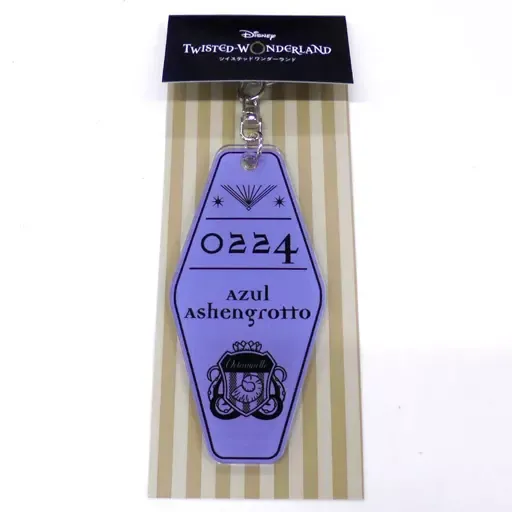 Disney
TWISTED-WONDERLAND
ツイステッドワンダーランド
0224
Azul
Ashengrotto
Octavinelle